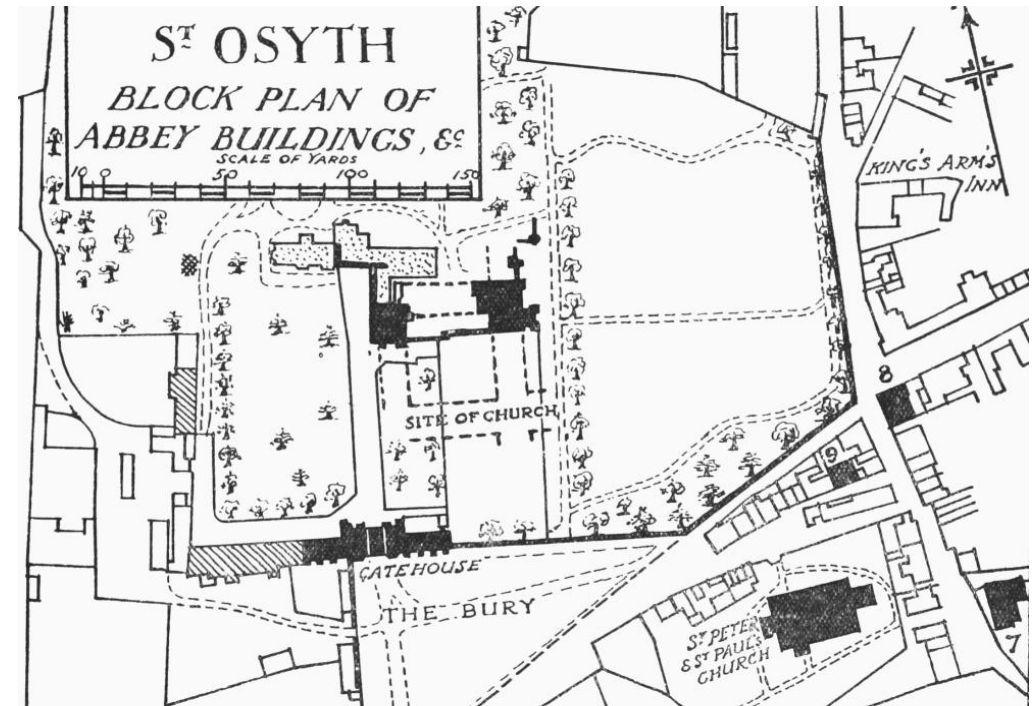 ST OSYTH
BLOCK PLAN OF
ABBEY BUILDINGS, &c
SCALE OF YARDS
10 0 50 100 150
KING'S ARM'S
INN
8
SITE OF CHURCH
9
GATEHOUSE
THE BURY
ST PETER
& ST PAUL'S
CHURCH
7